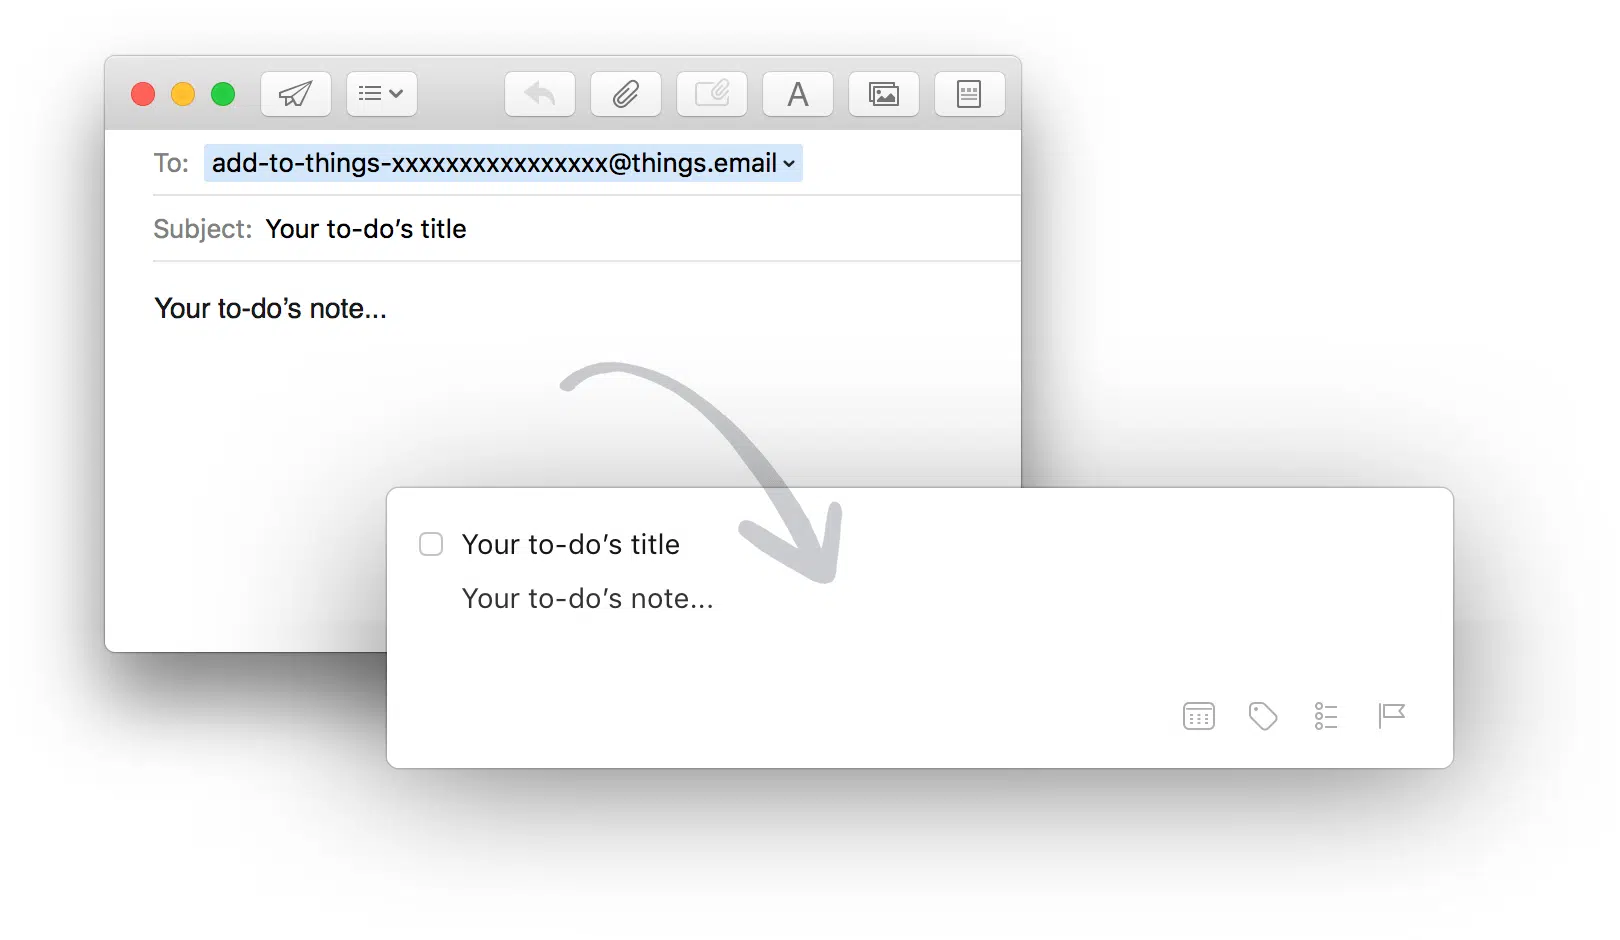 To: add-to-things-xxxxxxxxxxxxxxxx@things.email
Subject: Your to-do’s title
Your to-do’s note...
Your to-do’s title
Your to-do’s note...